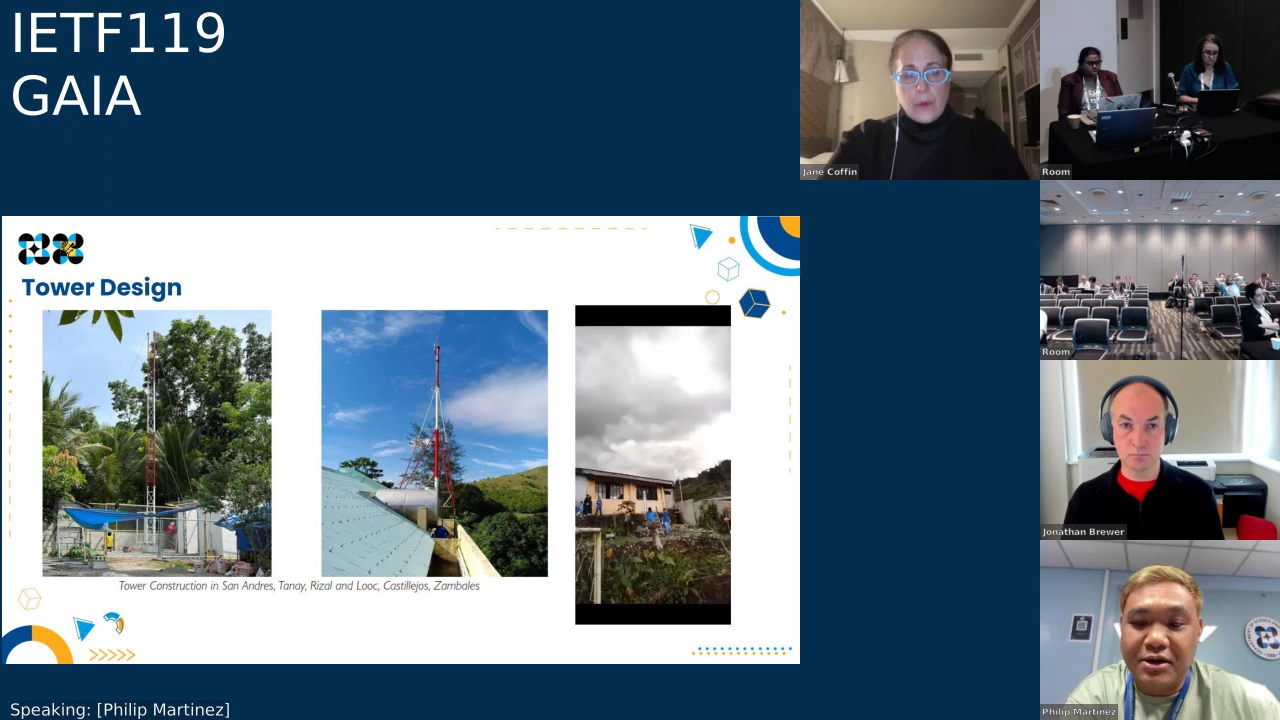 IETF119
GAIA
Jane Coffin
Room
Tower Design
Room
Jonathan Brewer
Tower Construction in San Andres, Tanay, Rizal and Looc, Castillejos, Zambales
Philip Martinez
Speaking: [Philip Martinez]